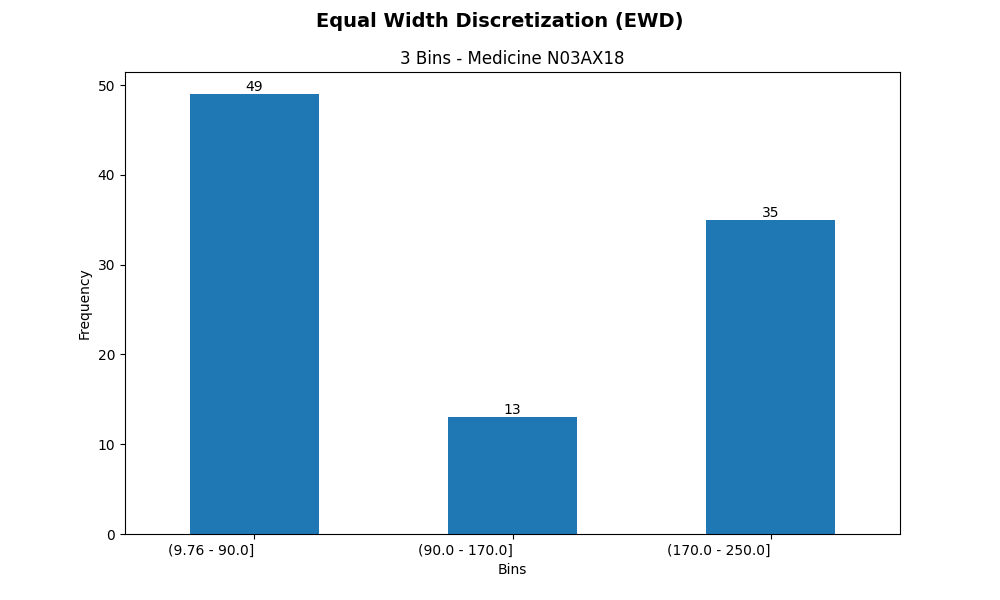 Equal Width Discretization (EWD)
3 Bins - Medicine N03AX18
50
40
30
20
10
0
Frequency
49
13
35
(9.76 - 90.0]
(90.0 - 170.0]
(170.0 - 250.0]
Bins